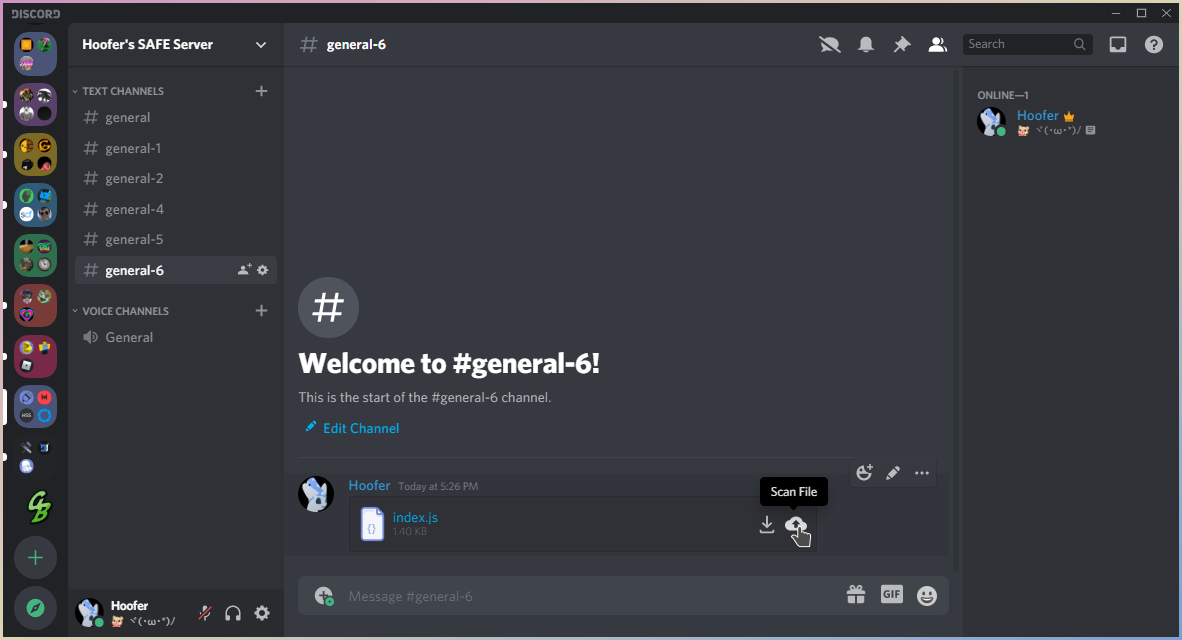 DISCORD
Hoofer's SAFE Server
general-6
Search
TEXT CHANNELS
general
general-1
general-2
general-4
general-5
general-6
VOICE CHANNELS
General
Welcome to #general-6!
This is the start of the #general-6 channel.
Edit Channel
Hoofer Today at 5:26 PM
Scan File
index.js
1.40 KB
Message #general-6
GIF
ONLINE—1
Hoofer
ヾ(･ω･*)/
Hoofer
ヾ(･ω･*)/